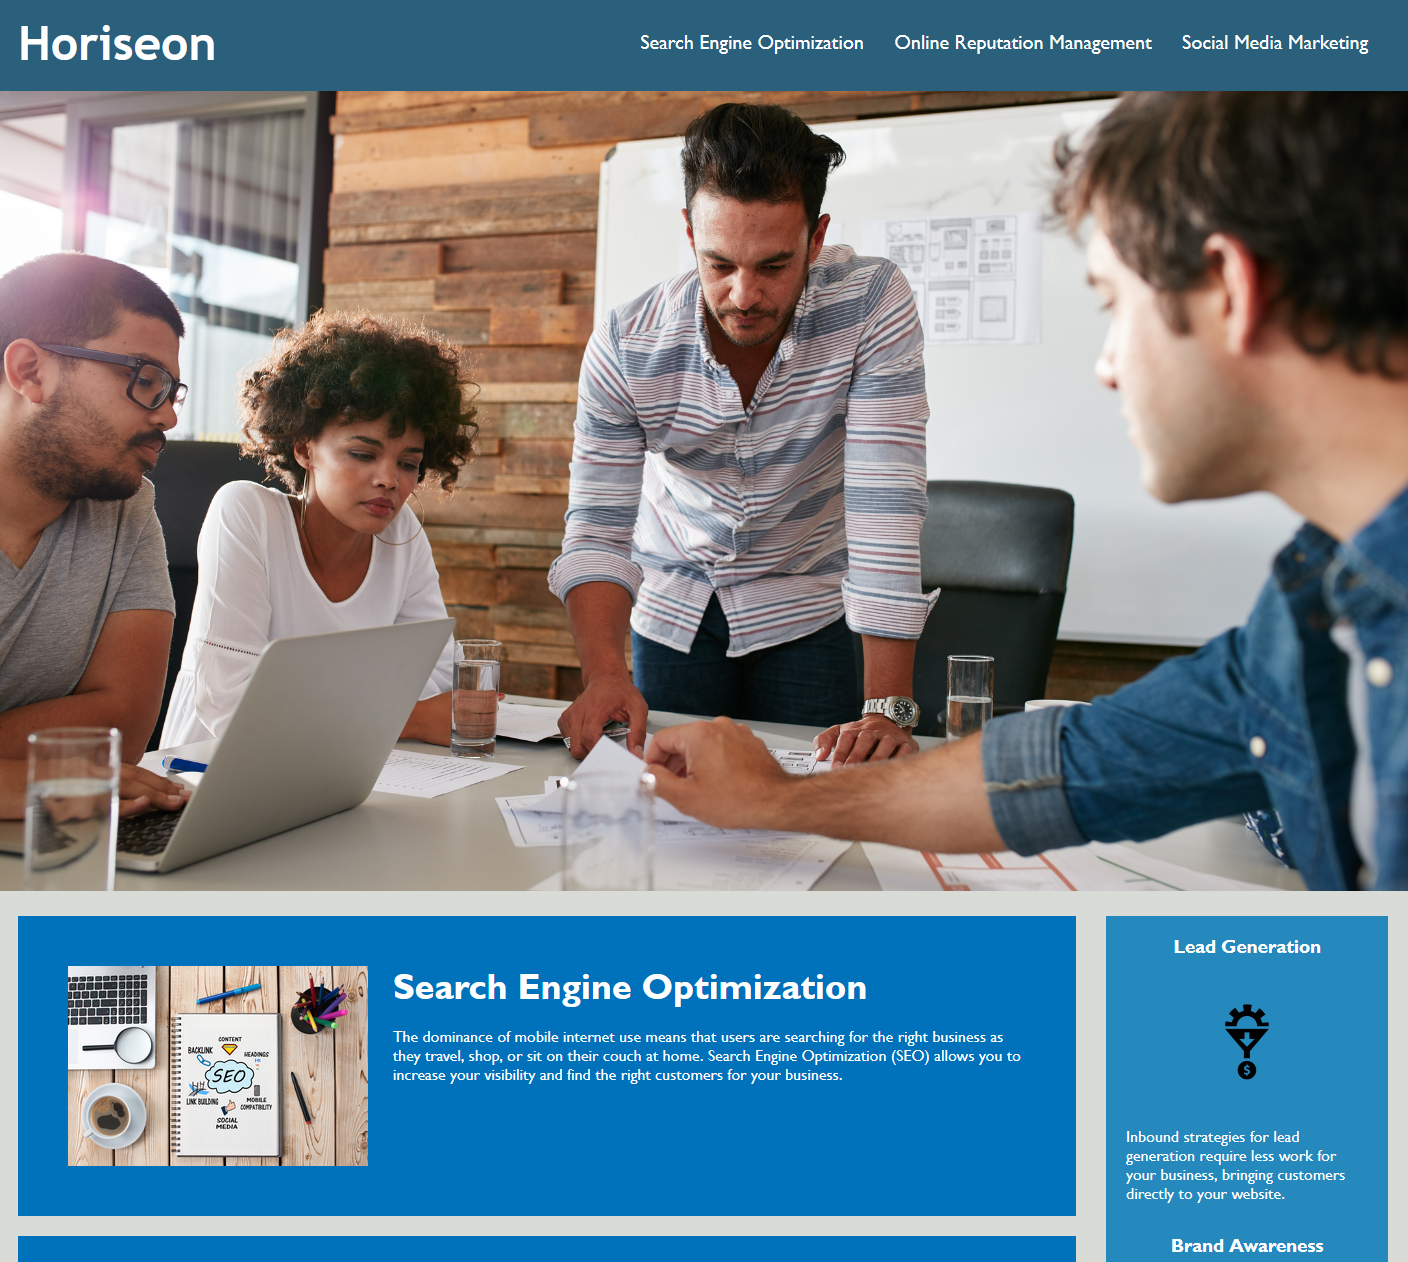 Horiseon
Search Engine Optimization
Online Reputation Management
Social Media Marketing
Search Engine Optimization
The dominance of mobile internet use means that users are searching for the right business as
they travel, shop, or sit on their couch at home. Search Engine Optimization (SEO) allows you to
increase your visibility and find the right customers for your business.
CONTENT
BACKLINK
HEADINGS
SEO
LINK BUILDING
MOBILE
COMPATIBILITY
SOCIAL
MEDIA
Lead Generation
$
Inbound strategies for lead
generation require less work for
your business, bringing customers
directly to your website.
Brand Awareness